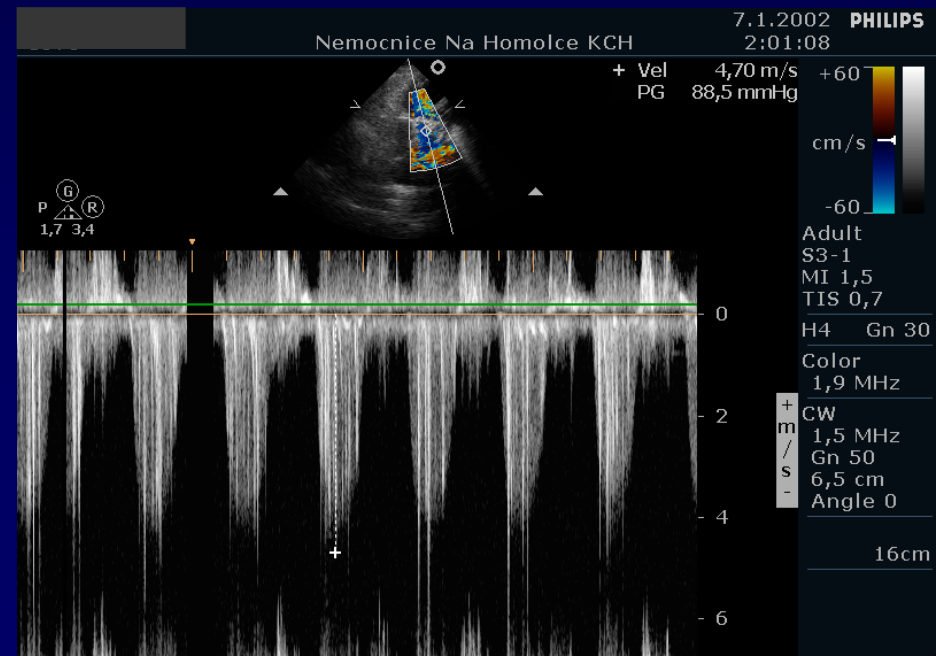 7.1.2002 PHILIPS
Nemocnice Na Homolce KCH 2:01:08
+ Vel 4,70 m/s
PG 88,5 mmHg
+60
cm/s
-60
G
P R
1,7 3,4
Adult
S3-1
MI 1,5
TIS 0,7
H4 Gn 30
Color
1,9 MHz
CW
1,5 MHz
Gn 50
6,5 cm
Angle 0
16cm
0
2
4
6
+
m
/
s
-